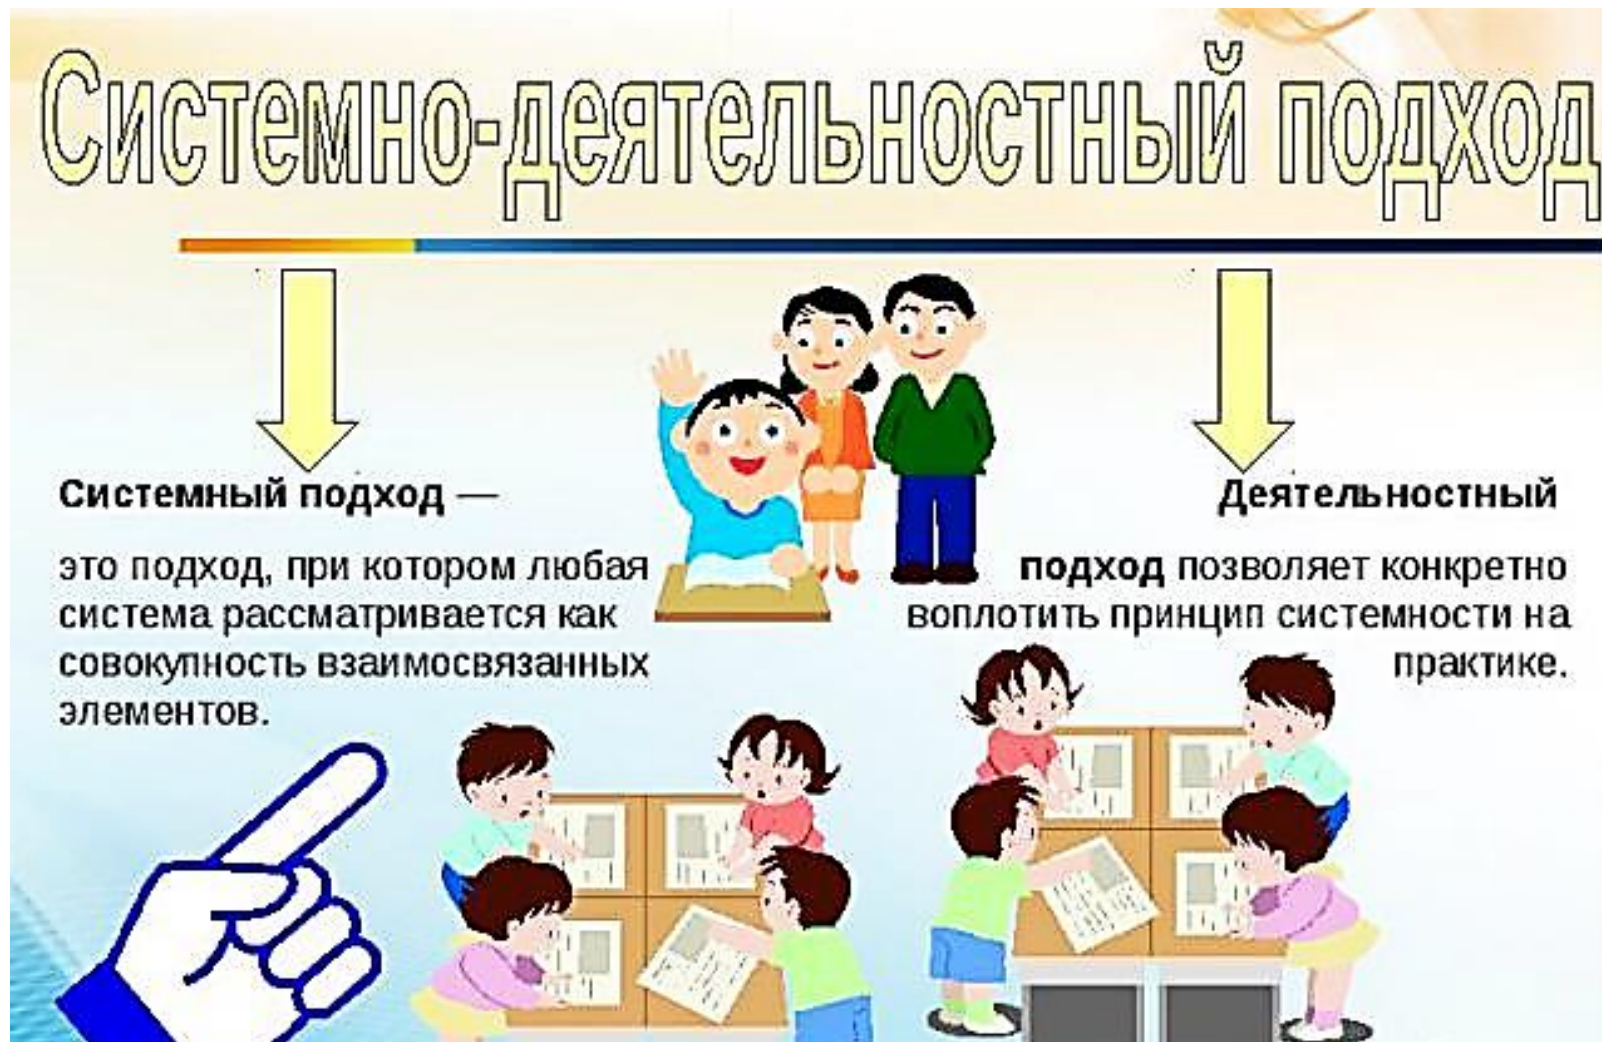 Системно-деятельностный подход
Системный подход —
это подход, при котором любая
система рассматривается как
совокупность взаимосвязанных
элементов.
Деятельностный
подход позволяет конкретно
воплотить принцип системности на
практике.